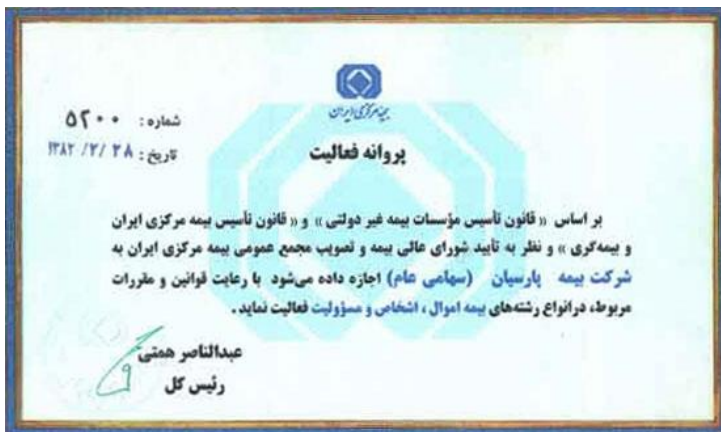 بیمه مرکزی ایران
شماره : ۵۲۰۰
تاریخ : ۱۳۸۲ /۲/ ۲۸
پروانه فعالیت
بر اساس « قانون تأسیس مؤسسات بیمه غیر دولتی » و « قانون تأسیس بیمه مرکزی ایران
و بیمه‌گری » و نظر به تأیید شورای عالی بیمه و تصویب مجمع عمومی بیمه مرکزی ایران به
شرکت بیمه پارسیان (سهامی عام) اجازه داده می‌شود با رعایت قوانین و مقررات
مربوط، درانواع رشته‌های بیمه اموال ، اشخاص و مسؤولیت فعالیت نماید .
عبدالناصر همتی
رئیس کل